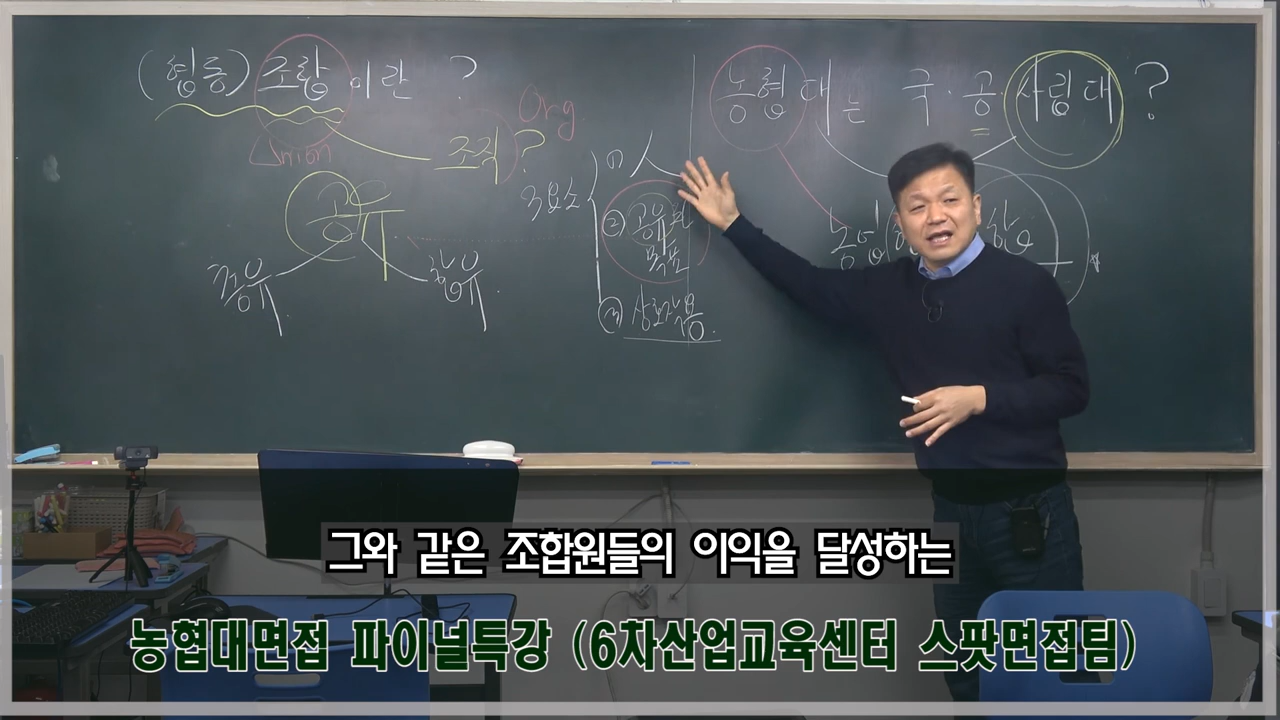 (협동) 조합 이란 ?
Union
Org.
조직 ?
공유
총유
합유
3요소
① 人
② 공유된
목표
③ 상호작용.
농협대는 국·공·사립대 ?
농업
그와 같은 조합원들의 이익을 달성하는
농협대면접 파이널특강 (6차산업교육센터 스팟면접팀)